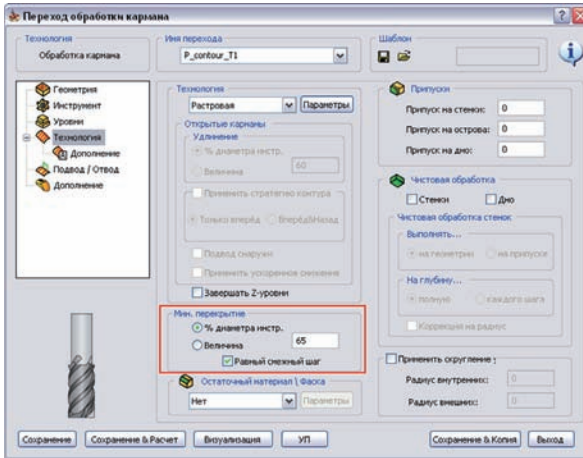 Переход обработки кармана
Технология
Обработка кармана
Имя перехода
P_contour_T1
Шаблон
Геометрия
Инструмент
Уровни
Технология
Дополнение
Подвод / Отвод
Дополнение
Технология
Растровая
Параметры
Открытые карманы
Удлинение
% диаметра инстр.
60
Величина
Применить стратегию контура
Только вперёд
Вперёд\Назад
Подвод снаружи
Применить ускоренное снижение
Завершать Z-уровни
Мин. перекрытие
% диаметра инстр.
65
Величина
Равный смежный шаг
Остаточный материал \ Фаска
Нет
Параметры
Припуски
Припуск на стенки:
0
Припуск на острова:
0
Припуск на дно:
0
Чистовая обработка
Стенки
Дно
Чистовая обработка стенок
Выполнять...
на геометрии
на припуске
На глубину...
полную
каждого шага
Коррекция на радиус
Применить округление :
Радиус внутренних:
0
Радиус внешних:
0
Сохранение
Сохранение & Расчет
Визуализация
УП
Сохранение & Копия
Выход